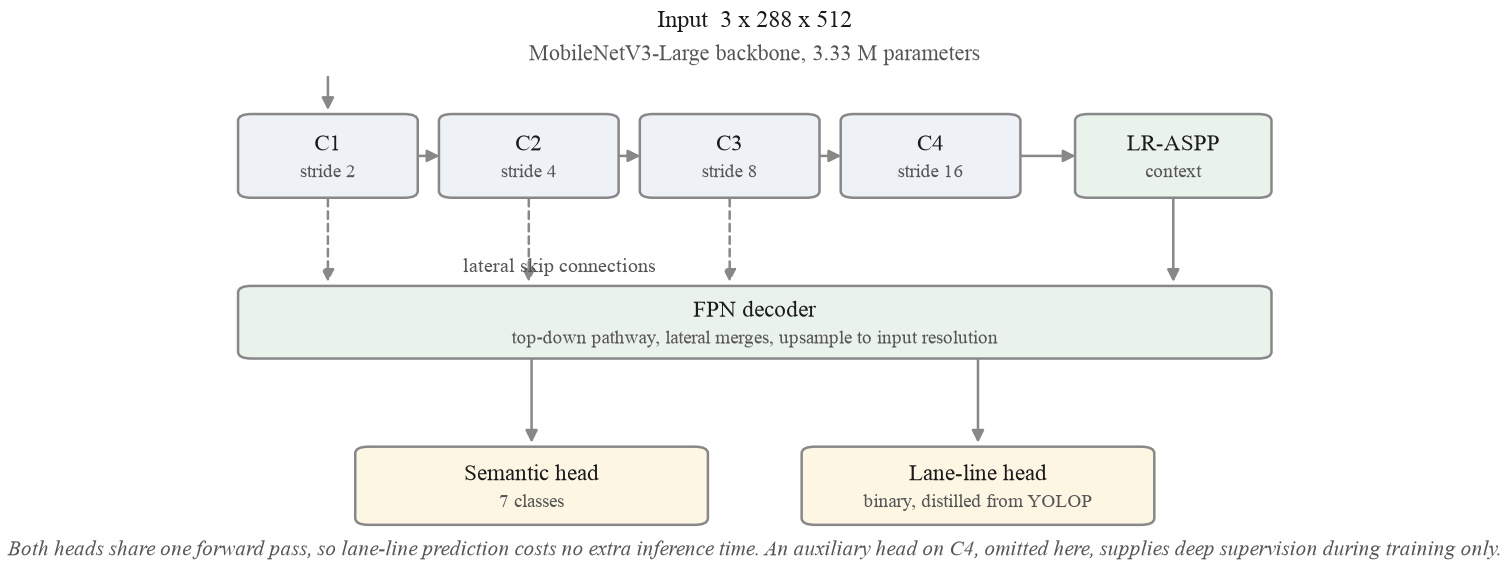 Input 3 x 288 x 512
MobileNetV3-Large backbone, 3.33 M parameters
C1
stride 2
C2
stride 4
C3
stride 8
C4
stride 16
LR-ASPP
context
lateral skip connections
FPN decoder
top-down pathway, lateral merges, upsample to input resolution
Semantic head
7 classes
Lane-line head
binary, distilled from YOLOP
Both heads share one forward pass, so lane-line prediction costs no extra inference time. An auxiliary head on C4, omitted here, supplies deep supervision during training only.